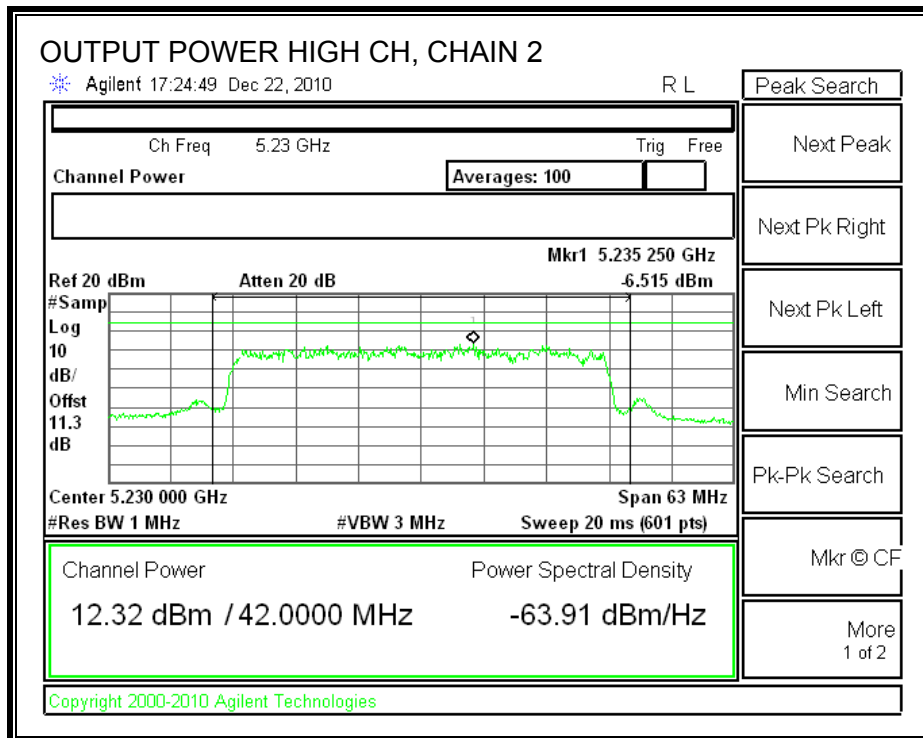 OUTPUT POWER HIGH CH, CHAIN 2
Agilent 17:24:49 Dec 22, 2010 R L
Peak Search
Ch Freq 5.23 GHz Trig Free
Channel Power Averages: 100
Mkr1 5.235 250 GHz
Ref 20 dBm Atten 20 dB -6.515 dBm
#Samp
Log
10
dB/
Offst
11.3
dB
1
Center 5.230 000 GHz Span 63 MHz
#Res BW 1 MHz #VBW 3 MHz Sweep 20 ms (601 pts)
Channel Power Power Spectral Density
12.32 dBm / 42.0000 MHz -63.91 dBm/Hz
Next Peak
Next Pk Right
Next Pk Left
Min Search
Pk-Pk Search
Mkr © CF
More
1 of 2
Copyright 2000-2010 Agilent Technologies